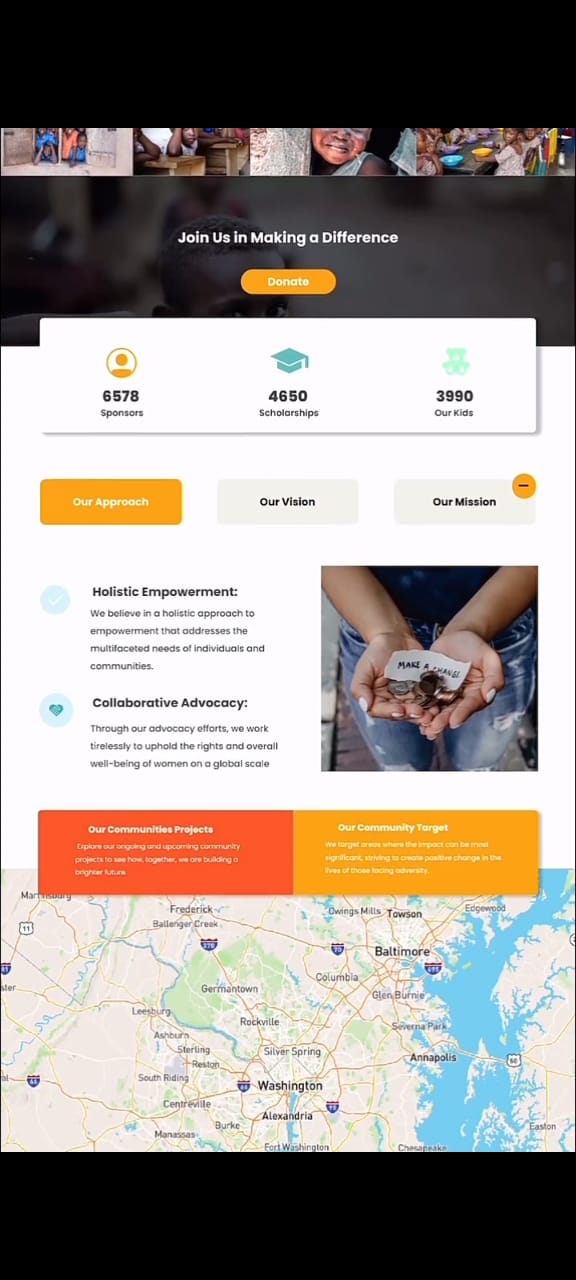 Join Us in Making a Difference
Donate
6578
Sponsors
4650
Scholarships
3990
Our Kids
Our Approach
Our Vision
Our Mission
Holistic Empowerment:
We believe in a holistic approach to
empowerment that addresses the
multifaceted needs of individuals and
communities.
Collaborative Advocacy:
Through our advocacy efforts, we work
tirelessly to uphold the rights and overall
well-being of women on a global scale
MAKE A CHANGE
Our Communities Projects
Explore our ongoing and upcoming community
projects to see how, together, we are building a
brighter future
Our Community Target
We target areas where the impact can be most
significant, striving to create positive change in the
lives of those facing adversity.
Martinsburg
Frederick
Owings Mills
Towson
Edgewood
11
Ballenger Creek
270
70
Baltimore
695
Columbia
Germantown
Glen Burnie
Leesburg
Rockville
Severna Park
Ashburn
Sterling
Silver Spring
Annapolis
50
Reston
South Riding
66
Washington
Centreville
Alexandria
Burke
Manassas
Fort Washington
Chesapeake
Easton